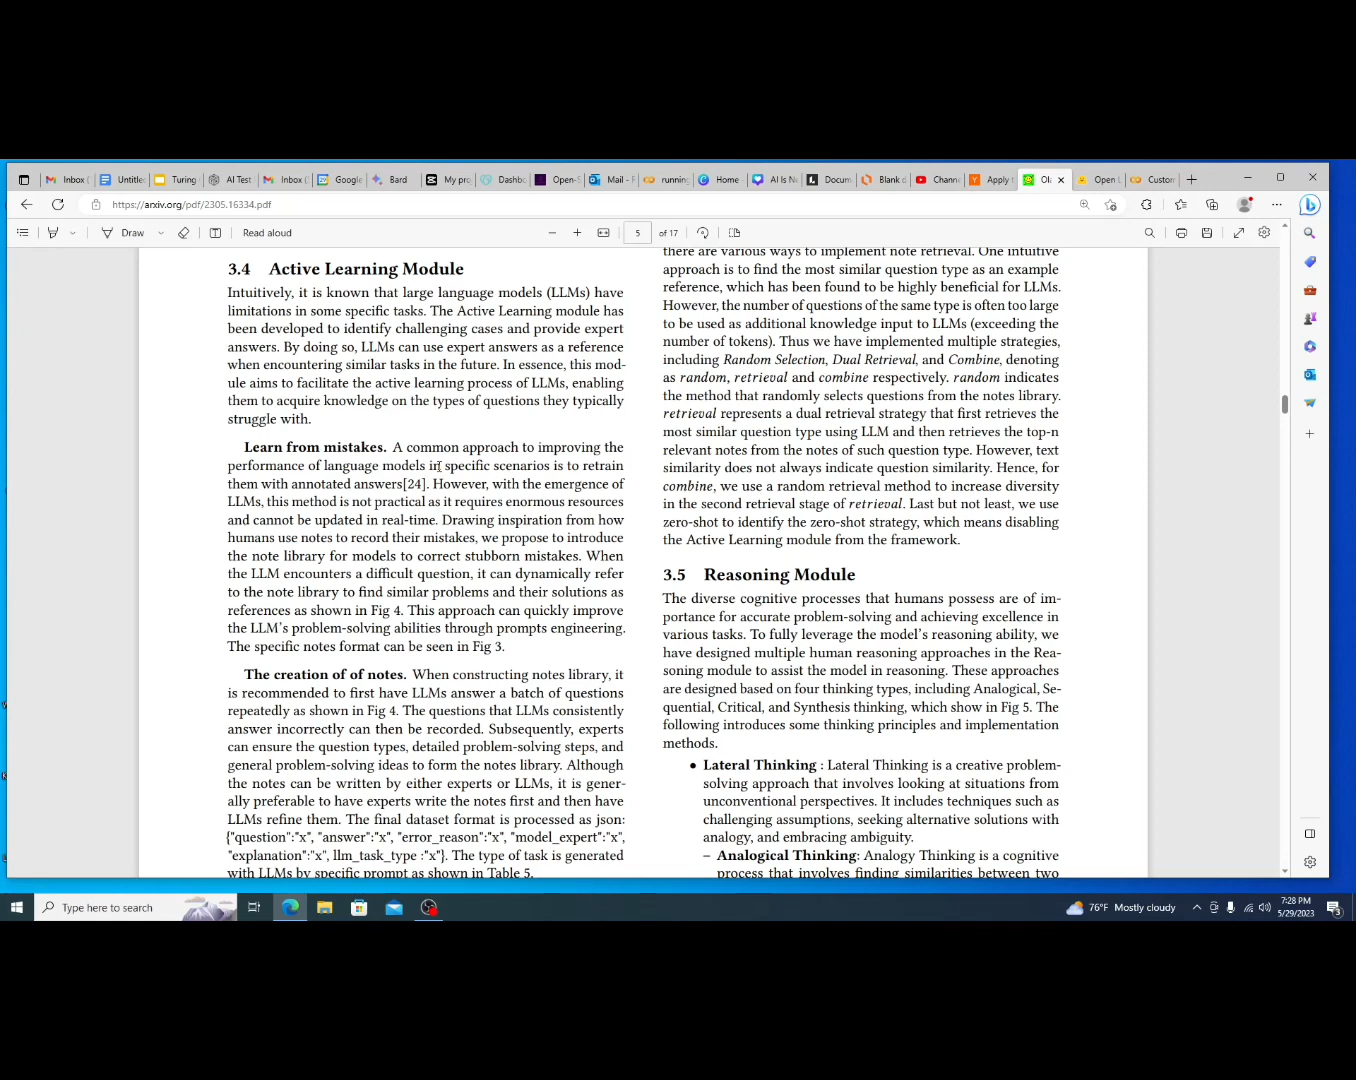 Inbox (
Untitle
Turing
AI Test
Inbox (
Google
Bard
My pro
Dashbo
Open-S
Mail - F
running
Home
AI Is N
Docum
Blank d
Chann
Apply t
Ola
Open L
Custom
https://arxiv.org/pdf/2305.16334.pdf
Draw
Read aloud
5 of 17
3.4 Active Learning Module
Intuitively, it is known that large language models (LLMs) have
limitations in some specific tasks. The Active Learning module has
been developed to identify challenging cases and provide expert
answers. By doing so, LLMs can use expert answers as a reference
when encountering similar tasks in the future. In essence, this mod-
ule aims to facilitate the active learning process of LLMs, enabling
them to acquire knowledge on the types of questions they typically
struggle with.
Learn from mistakes. A common approach to improving the
performance of language models in specific scenarios is to retrain
them with annotated answers[24]. However, with the emergence of
LLMs, this method is not practical as it requires enormous resources
and cannot be updated in real-time. Drawing inspiration from how
humans use notes to record their mistakes, we propose to introduce
the note library for models to correct stubborn mistakes. When
the LLM encounters a difficult question, it can dynamically refer
to the note library to find similar problems and their solutions as
references as shown in Fig 4. This approach can quickly improve
the LLM's problem-solving abilities through prompts engineering.
The specific notes format can be seen in Fig 3.
The creation of of notes. When constructing notes library, it
is recommended to first have LLMs answer a batch of questions
repeatedly as shown in Fig 4. The questions that LLMs consistently
answer incorrectly can then be recorded. Subsequently, experts
can ensure the question types, detailed problem-solving steps, and
general problem-solving ideas to form the notes library. Although
the notes can be written by either experts or LLMs, it is gener-
ally preferable to have experts write the notes first and then have
LLMs refine them. The final dataset format is processed as json:
{"question":"x", "answer":"x", "error_reason":"x", "model_expert":"x",
"explanation":"x", llm_task_type :"x"}. The type of task is generated
with LLMs by specific prompt as shown in Table 5.
there are various ways to implement note retrieval. One intuitive
approach is to find the most similar question type as an example
reference, which has been found to be highly beneficial for LLMs.
However, the number of questions of the same type is often too large
to be used as additional knowledge input to LLMs (exceeding the
number of tokens). Thus we have implemented multiple strategies,
including Random Selection, Dual Retrieval, and Combine, denoting
as random, retrieval and combine respectively. random indicates
the method that randomly selects questions from the notes library.
retrieval represents a dual retrieval strategy that first retrieves the
most similar question type using LLM and then retrieves the top-n
relevant notes from the notes of such question type. However, text
similarity does not always indicate question similarity. Hence, for
combine, we use a random retrieval method to increase diversity
in the second retrieval stage of retrieval. Last but not least, we use
zero-shot to identify the zero-shot strategy, which means disabling
the Active Learning module from the framework.
3.5 Reasoning Module
The diverse cognitive processes that humans possess are of im-
portance for accurate problem-solving and achieving excellence in
various tasks. To fully leverage the model's reasoning ability, we
have designed multiple human reasoning approaches in the Rea-
soning module to assist the model in reasoning. These approaches
are designed based on four thinking types, including Analogical, Se-
quential, Critical, and Synthesis thinking, which show in Fig 5. The
following introduces some thinking principles and implementation
methods.
• Lateral Thinking : Lateral Thinking is a creative problem-
solving approach that involves looking at situations from
unconventional perspectives. It includes techniques such as
challenging assumptions, seeking alternative solutions with
analogy, and embracing ambiguity.
– Analogical Thinking: Analogy Thinking is a cognitive
process that involves finding similarities between two
Type here to search
76°F Mostly cloudy
7:28 PM
5/29/2023
3